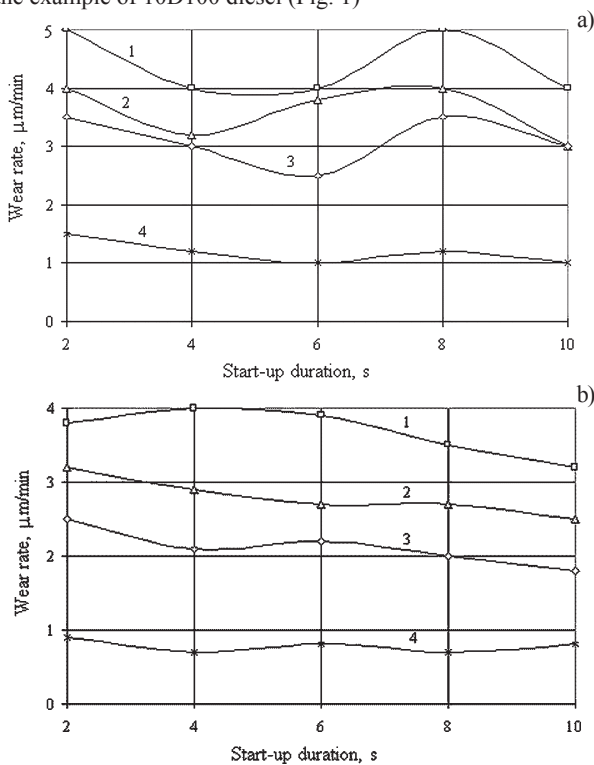 the example of 10D100 diesel (Fig. 1)
a)
5
4
3
2
1
0
Wear rate, μm/min
1
2
3
4
2 4 6 8 10
Start-up duration, s
b)
4
3
2
1
0
Wear rate, μm/min
1
2
3
4
2 4 6 8 10
Start-up duration, s